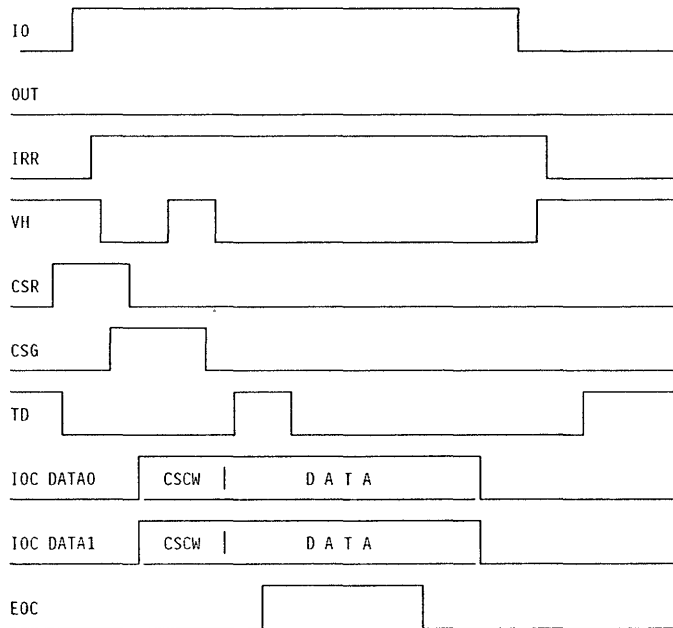 IO
OUT
IRR
VH
CSR
CSG
TD
IOC DATA0 CSCW | D A T A
IOC DATA1 CSCW | D A T A
EOC